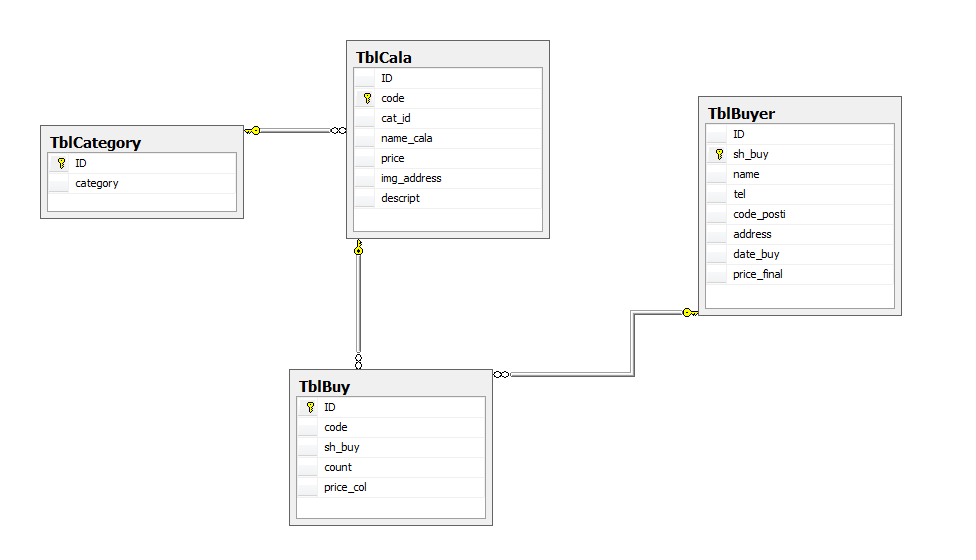 TblCategory
ID
category
TblCala
ID
code
cat_id
name_cala
price
img_address
descript
TblBuyer
ID
sh_buy
name
tel
code_posti
address
date_buy
price_final
TblBuy
ID
code
sh_buy
count
price_col